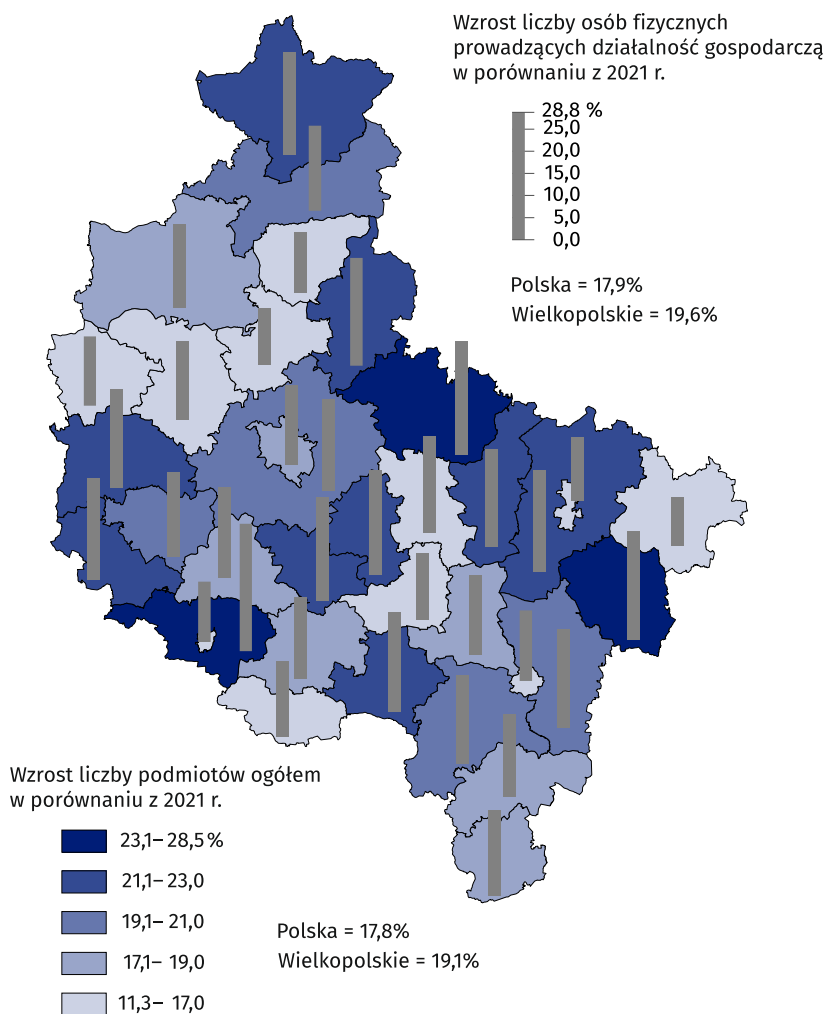 Wzrost liczby osób fizycznych
prowadzących działalność gospodarczą
w porównaniu z 2021 r.
28,8 %
25,0
20,0
15,0
10,0
5,0
0,0
Polska = 17,9%
Wielkopolskie = 19,6%
Wzrost liczby podmiotów ogółem
w porównaniu z 2021 r.
23,1– 28,5 %
21,1– 23,0
19,1– 21,0
17,1– 19,0
11,3– 17,0
Polska = 17,8%
Wielkopolskie = 19,1%